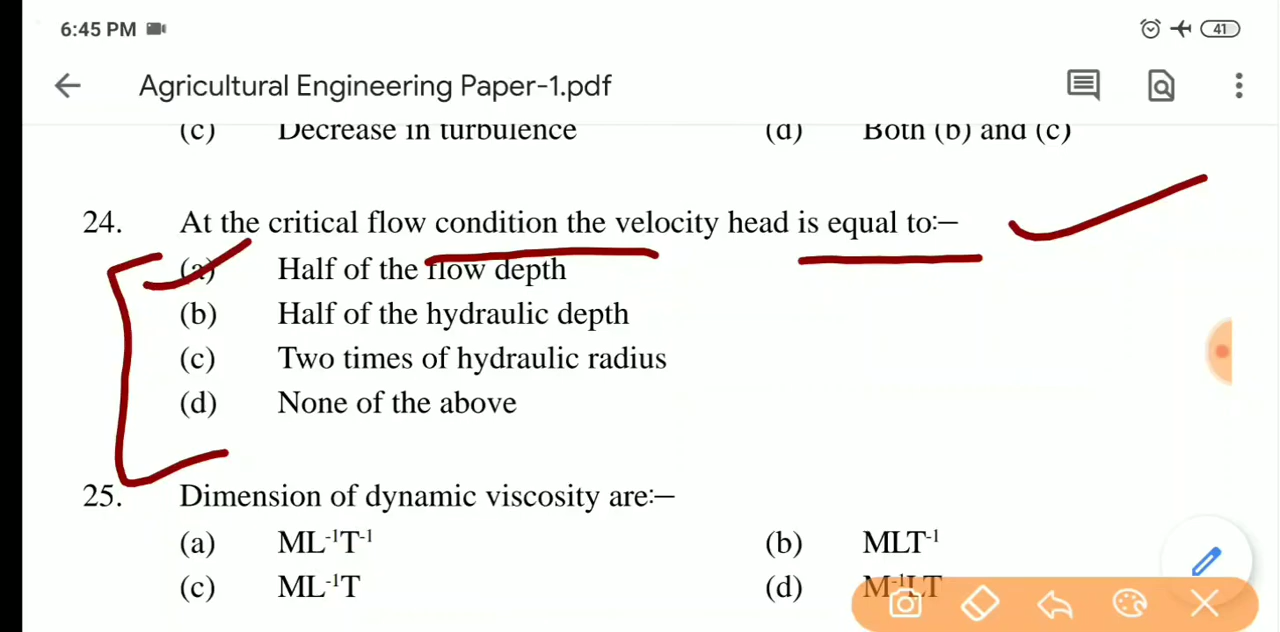 6:45 PM 41
Agricultural Engineering Paper-1.pdf
(c) Decrease in turbulence (d) Both (b) and (c)
24. At the critical flow condition the velocity head is equal to:–
(a) Half of the flow depth
(b) Half of the hydraulic depth
(c) Two times of hydraulic radius
(d) None of the above
25. Dimension of dynamic viscosity are:–
(a) ML⁻¹T⁻¹ (b) MLT⁻¹
(c) ML⁻¹T (d) M⁻¹LT